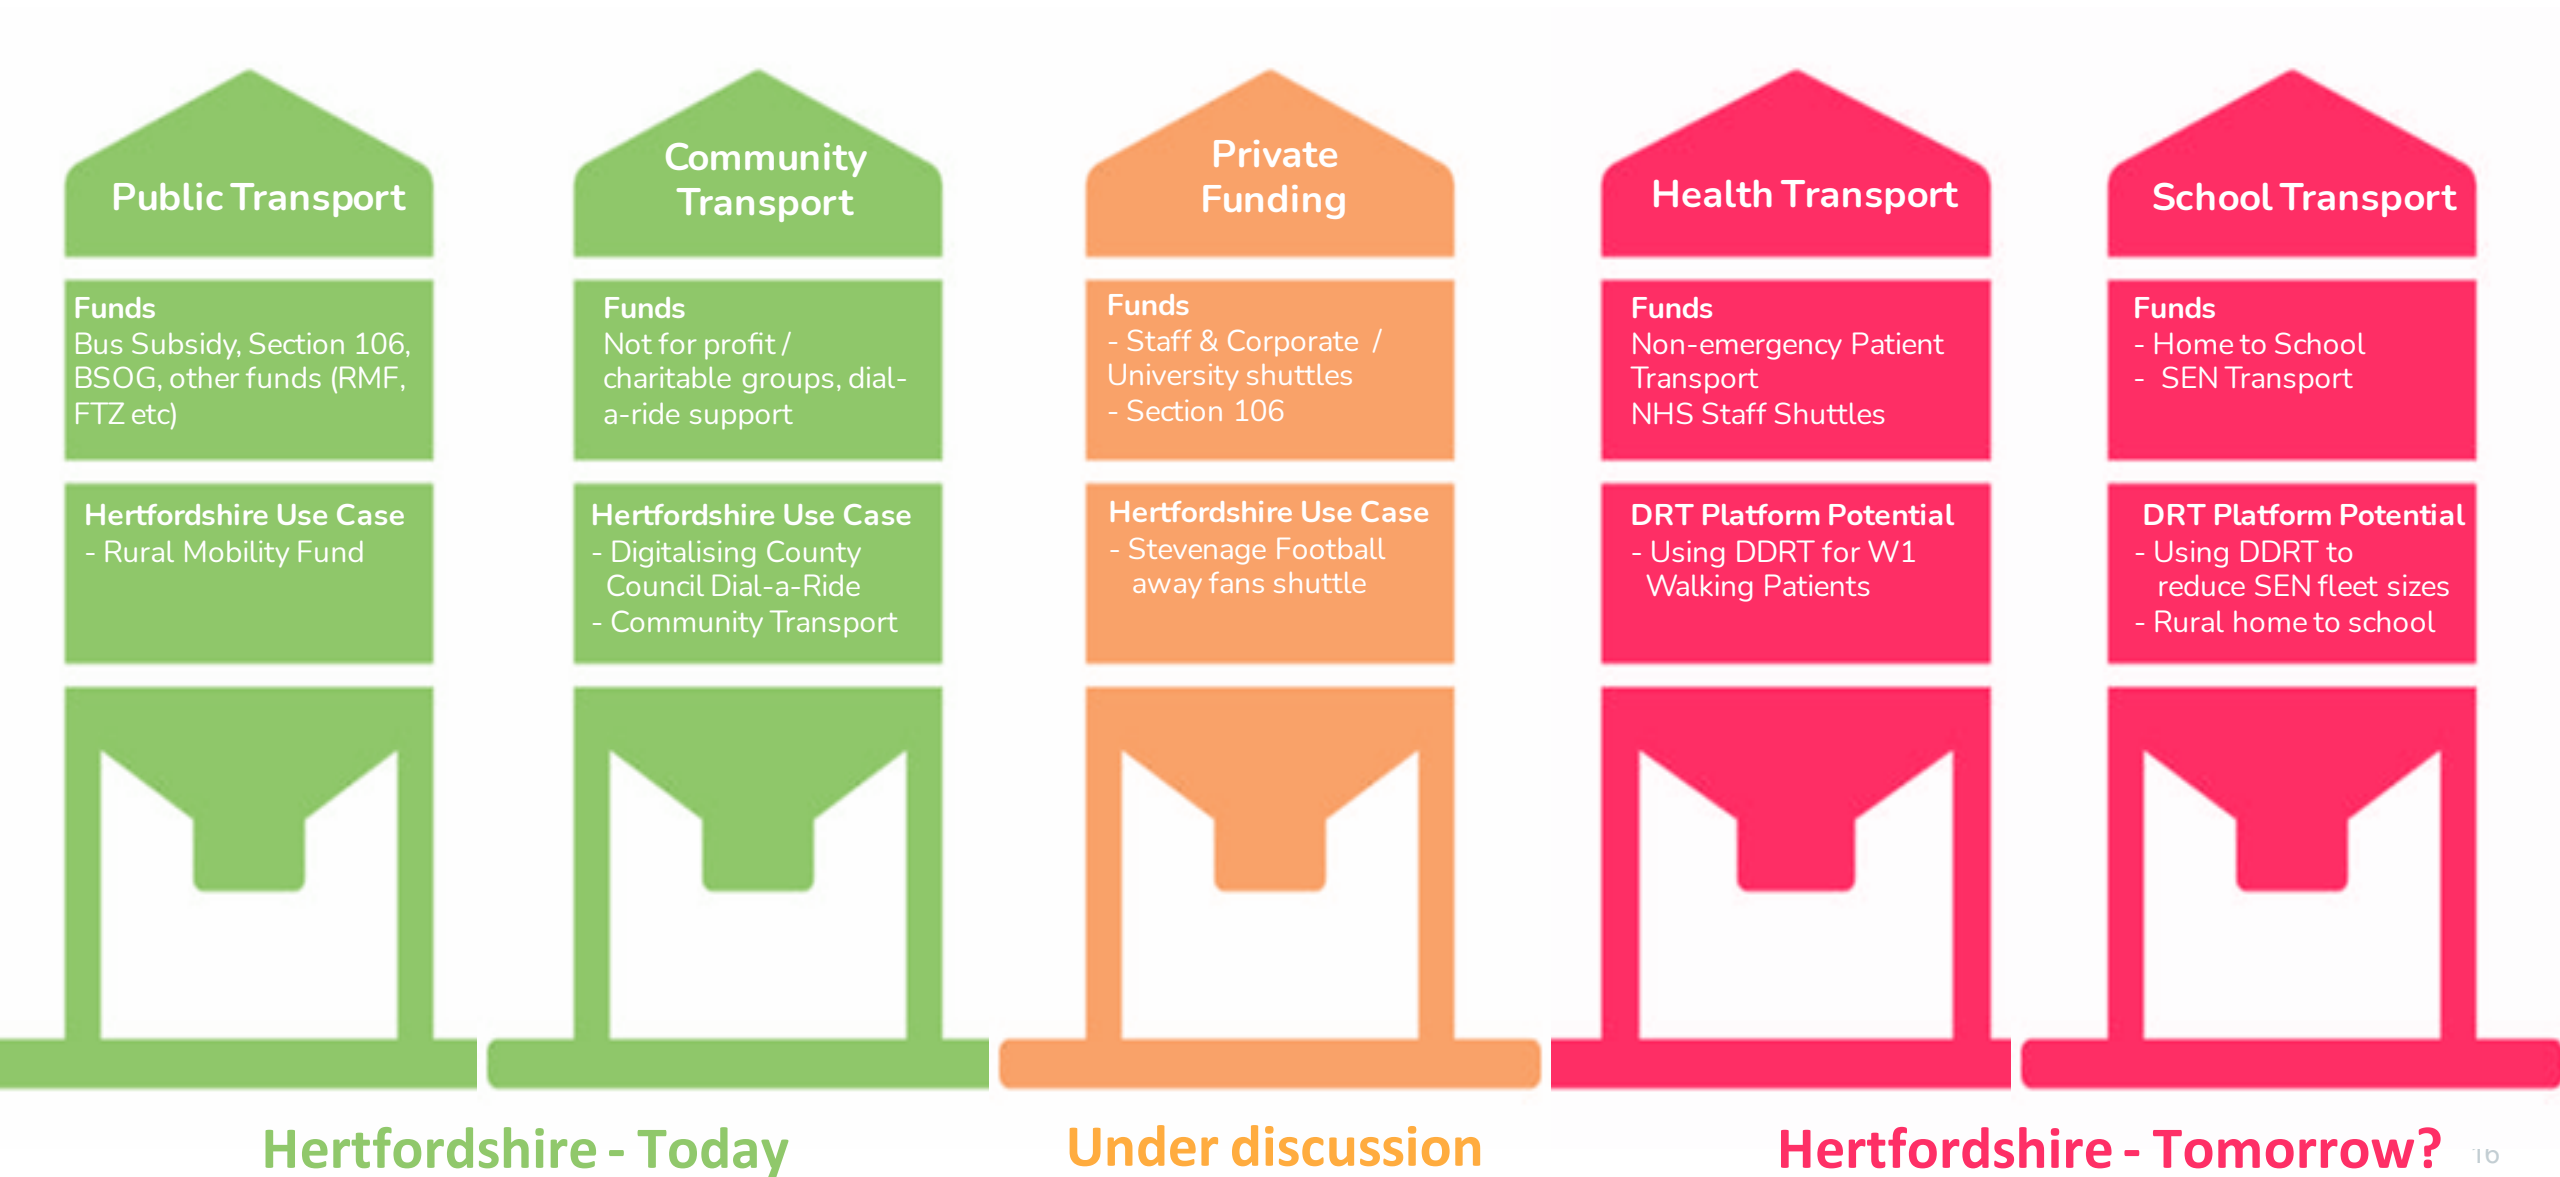 Public Transport
Funds
Bus Subsidy, Section 106,
BSOG, other funds (RMF,
FTZ etc)
Hertfordshire Use Case
- Rural Mobility Fund
Community
Transport
Funds
Not for profit /
charitable groups, dial-
a-ride support
Hertfordshire Use Case
- Digitalising County
Council Dial-a-Ride
- Community Transport
Hertfordshire - Today
Private
Funding
Funds
- Staff & Corporate /
University shuttles
- Section 106
Hertfordshire Use Case
- Stevenage Football
away fans shuttle
Under discussion
Health Transport
Funds
Non-emergency Patient
Transport
NHS Staff Shuttles
DRT Platform Potential
- Using DDRT for W1
Walking Patients
School Transport
Funds
- Home to School
- SEN Transport
DRT Platform Potential
- Using DDRT to
reduce SEN fleet sizes
- Rural home to school
Hertfordshire - Tomorrow?
16